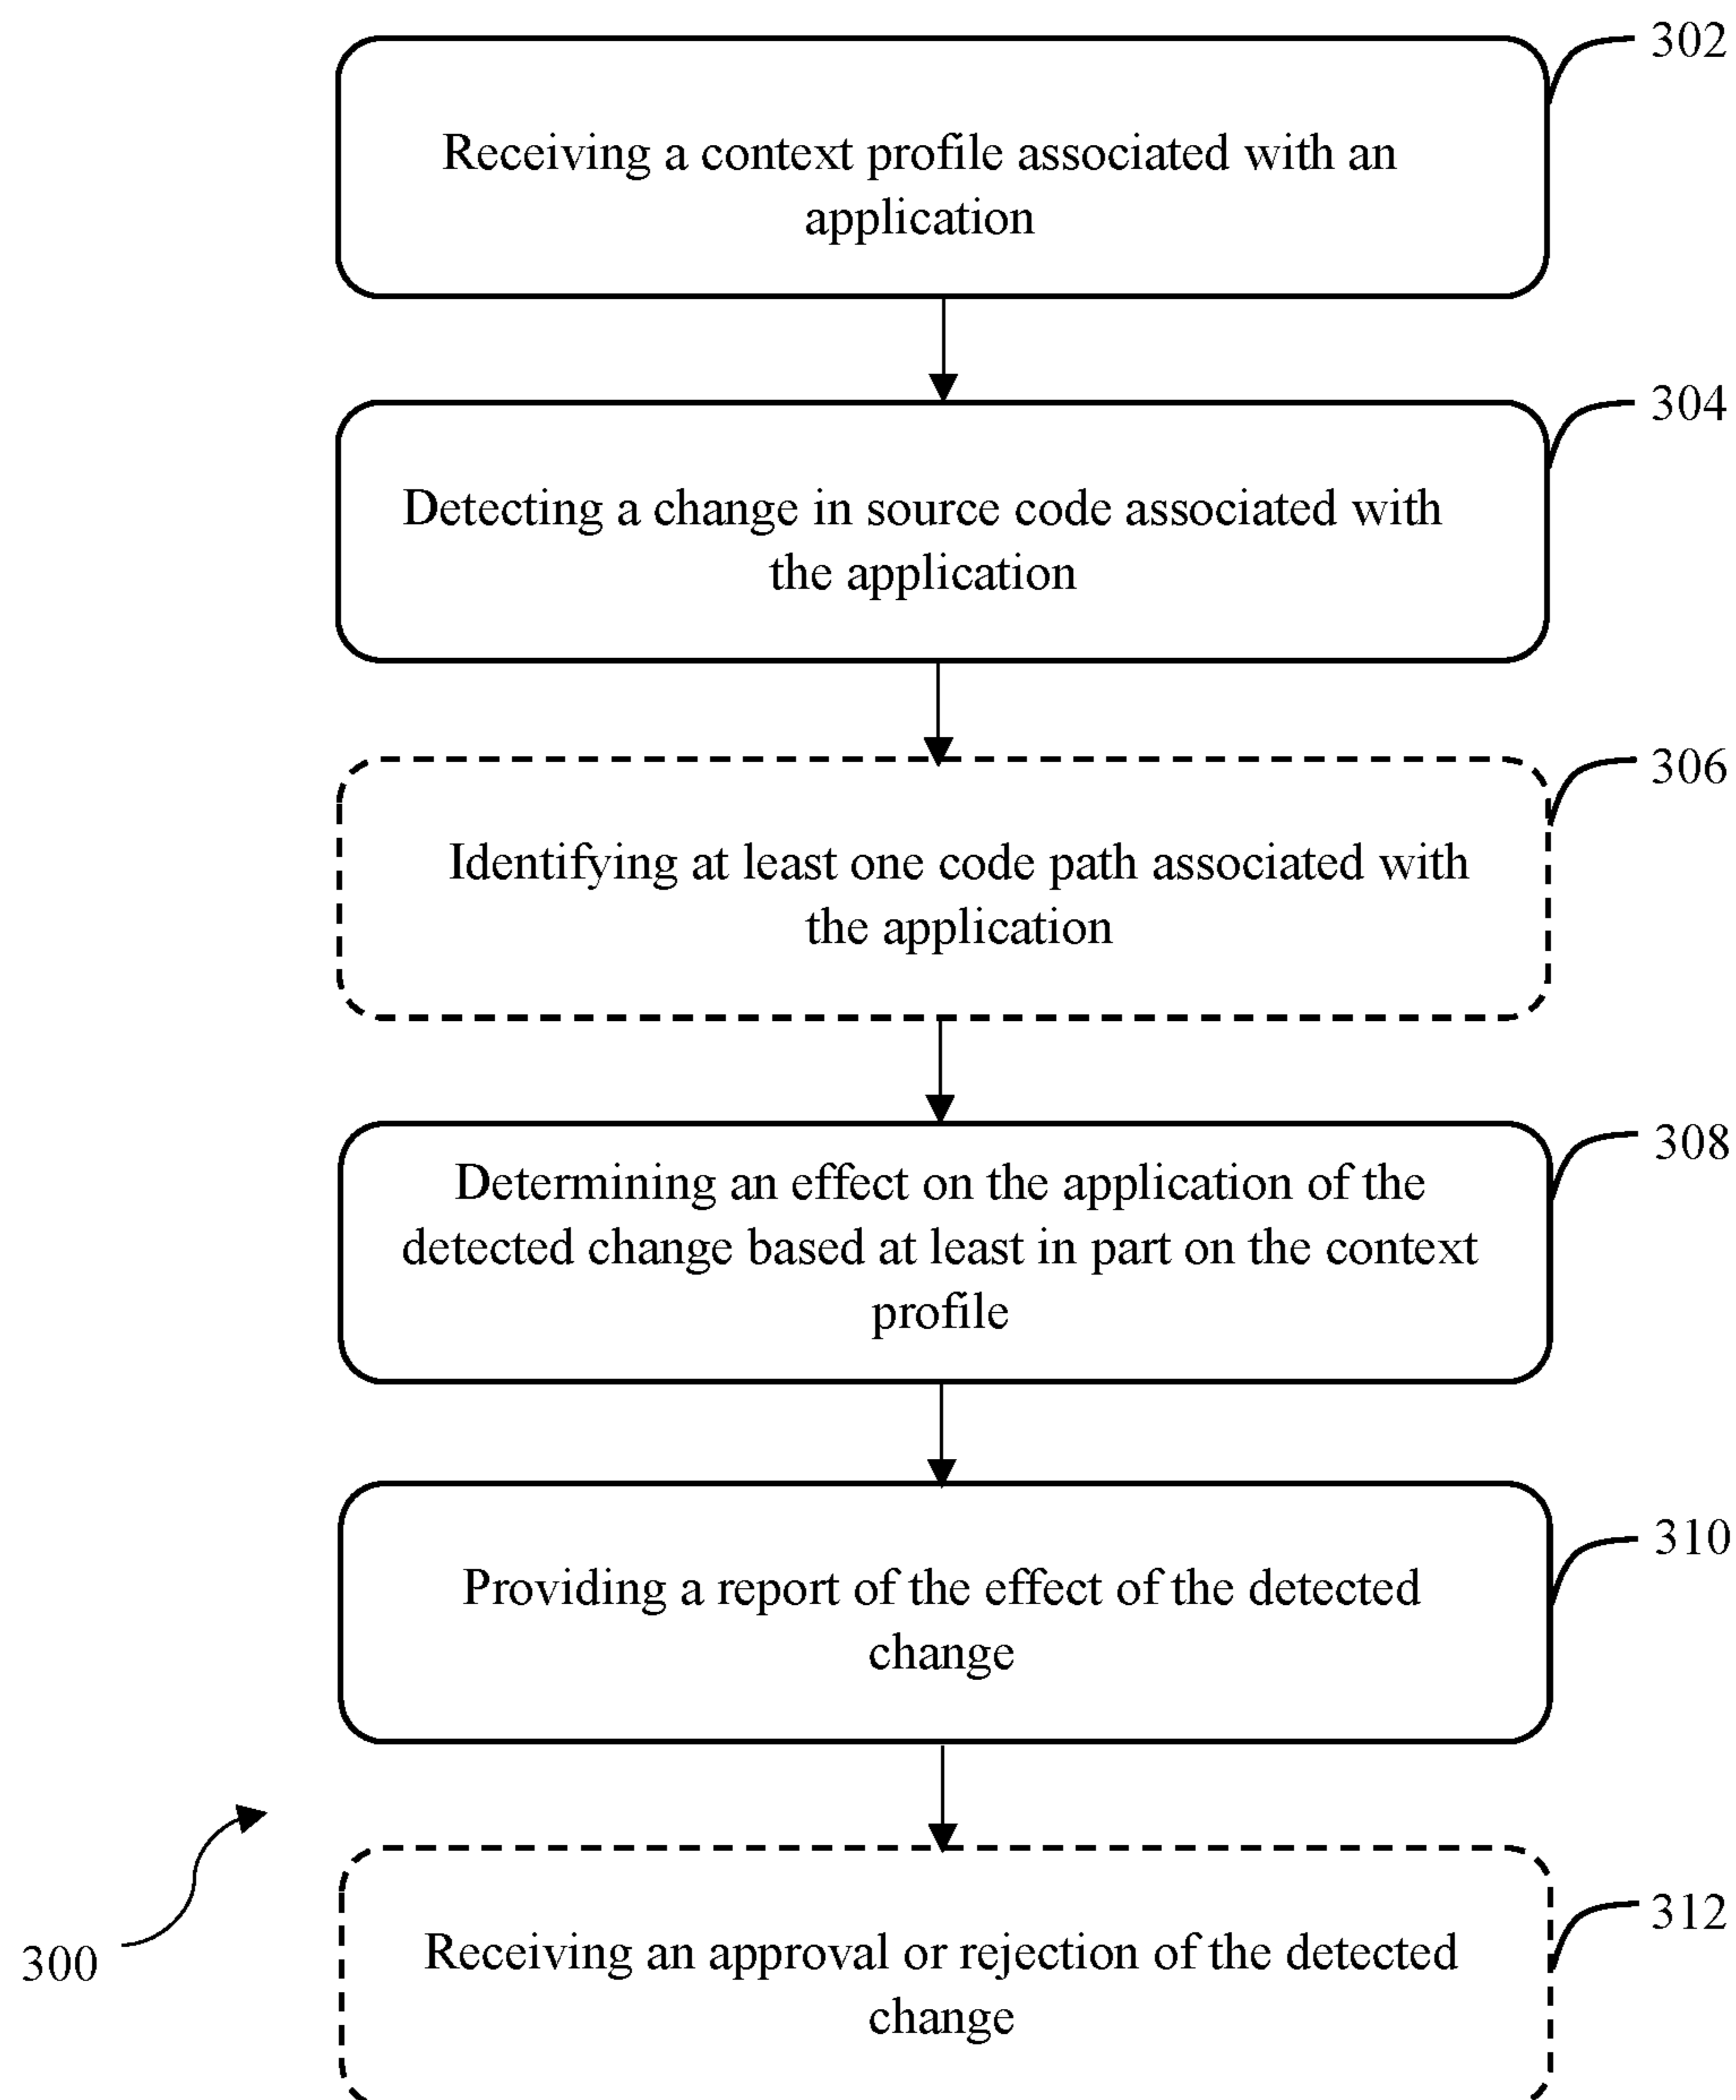 302
Receiving a context profile associated with an
application
304
Detecting a change in source code associated with
the application
306
Identifying at least one code path associated with
the application
308
Determining an effect on the application of the
detected change based at least in part on the context
profile
310
Providing a report of the effect of the detected
change
312
Receiving an approval or rejection of the detected
change
300